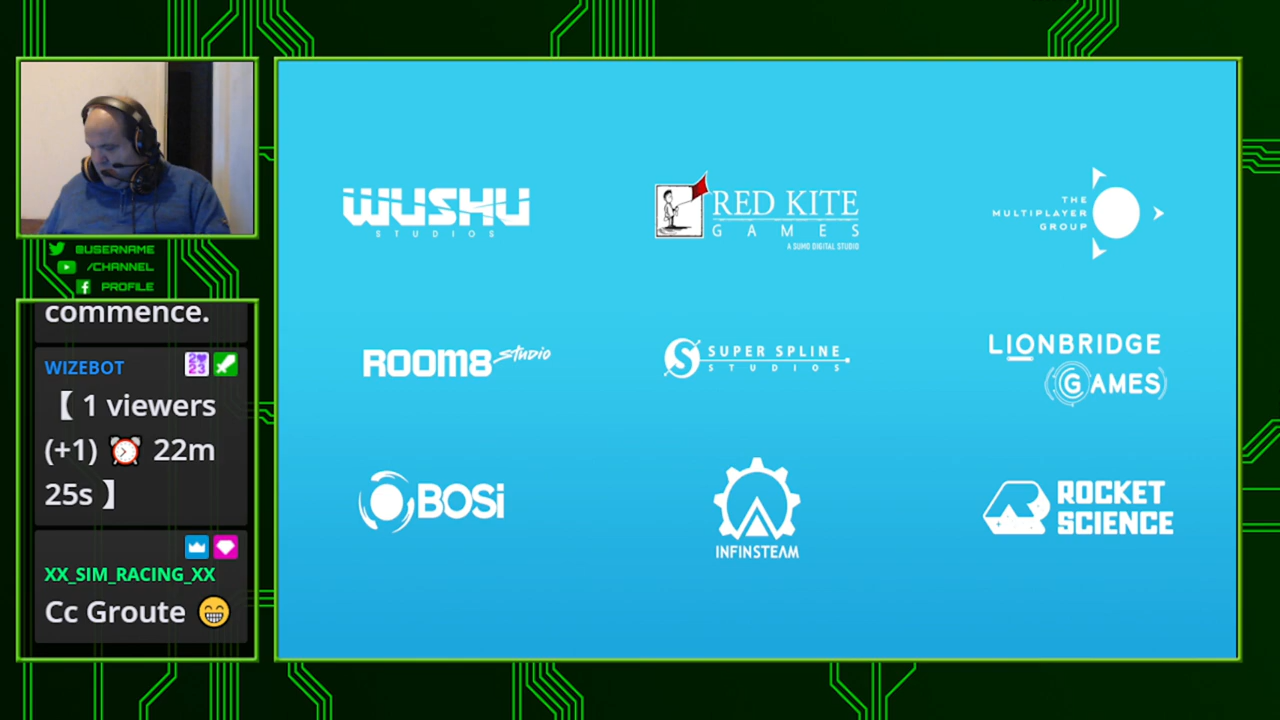 @USERNAME
/CHANNEL
PROFILE
commence.
WIZEBOT
【 1 viewers
(+1) ⏰ 22m
25s 】
XX_SIM_RACING_XX
Cc Groute 😁
WUSHU
STUDIOS
RED KITE
GAMES
A SUMO DIGITAL STUDIO
THE
MULTIPLAYER
GROUP
ROOM8 studio
SUPER SPLINE
STUDIOS
LIONBRIDGE
GAMES
BOSi
INFINSTEAM
ROCKET
SCIENCE